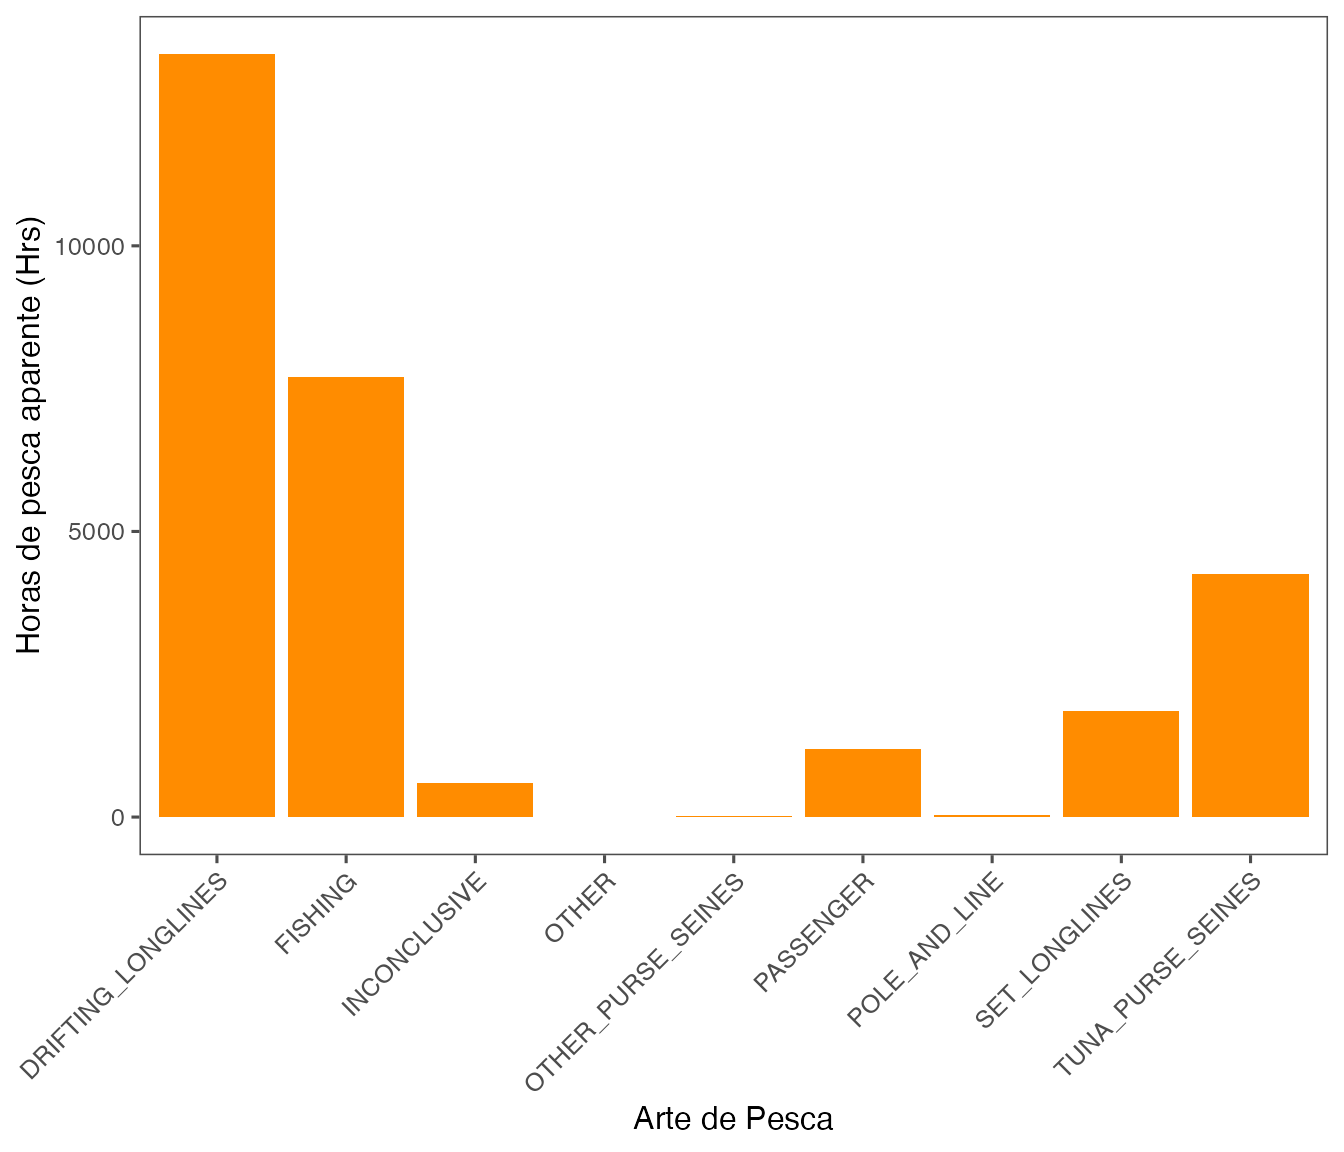 Horas de pesca aparente (Hrs)
10000
5000
0
DRIFTING_LONGLINES
FISHING
INCONCLUSIVE
OTHER
OTHER_PURSE_SEINES
PASSENGER
POLE_AND_LINE
SET_LONGLINES
TUNA_PURSE_SEINES
Arte de Pesca